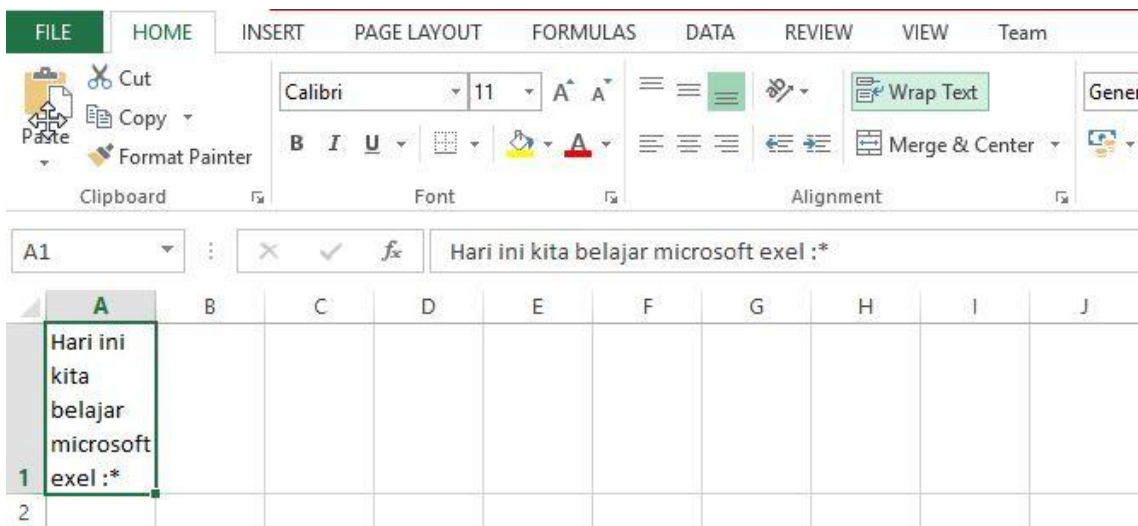 FILE HOME INSERT PAGE LAYOUT FORMULAS DATA REVIEW VIEW Team
Cut
Copy
Paste
Format Painter
Clipboard
Calibri 11 A A
B I U A
Font
Wrap Text
Merge & Center
Alignment
Gener
A1 fx Hari ini kita belajar microsoft exel :*
A B C D E F G H I J
Hari ini
kita
belajar
microsoft
1 exel :*
2